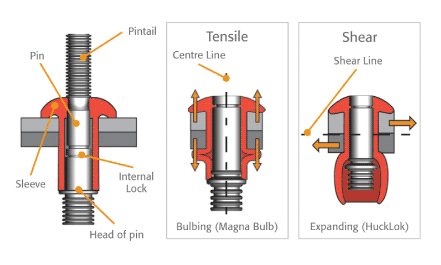 Pintail
Pin
Sleeve
Internal
Lock
Head of pin
Tensile
Centre Line
Bulbing (Magna Bulb)
Shear
Shear Line
Expanding (HuckLok)